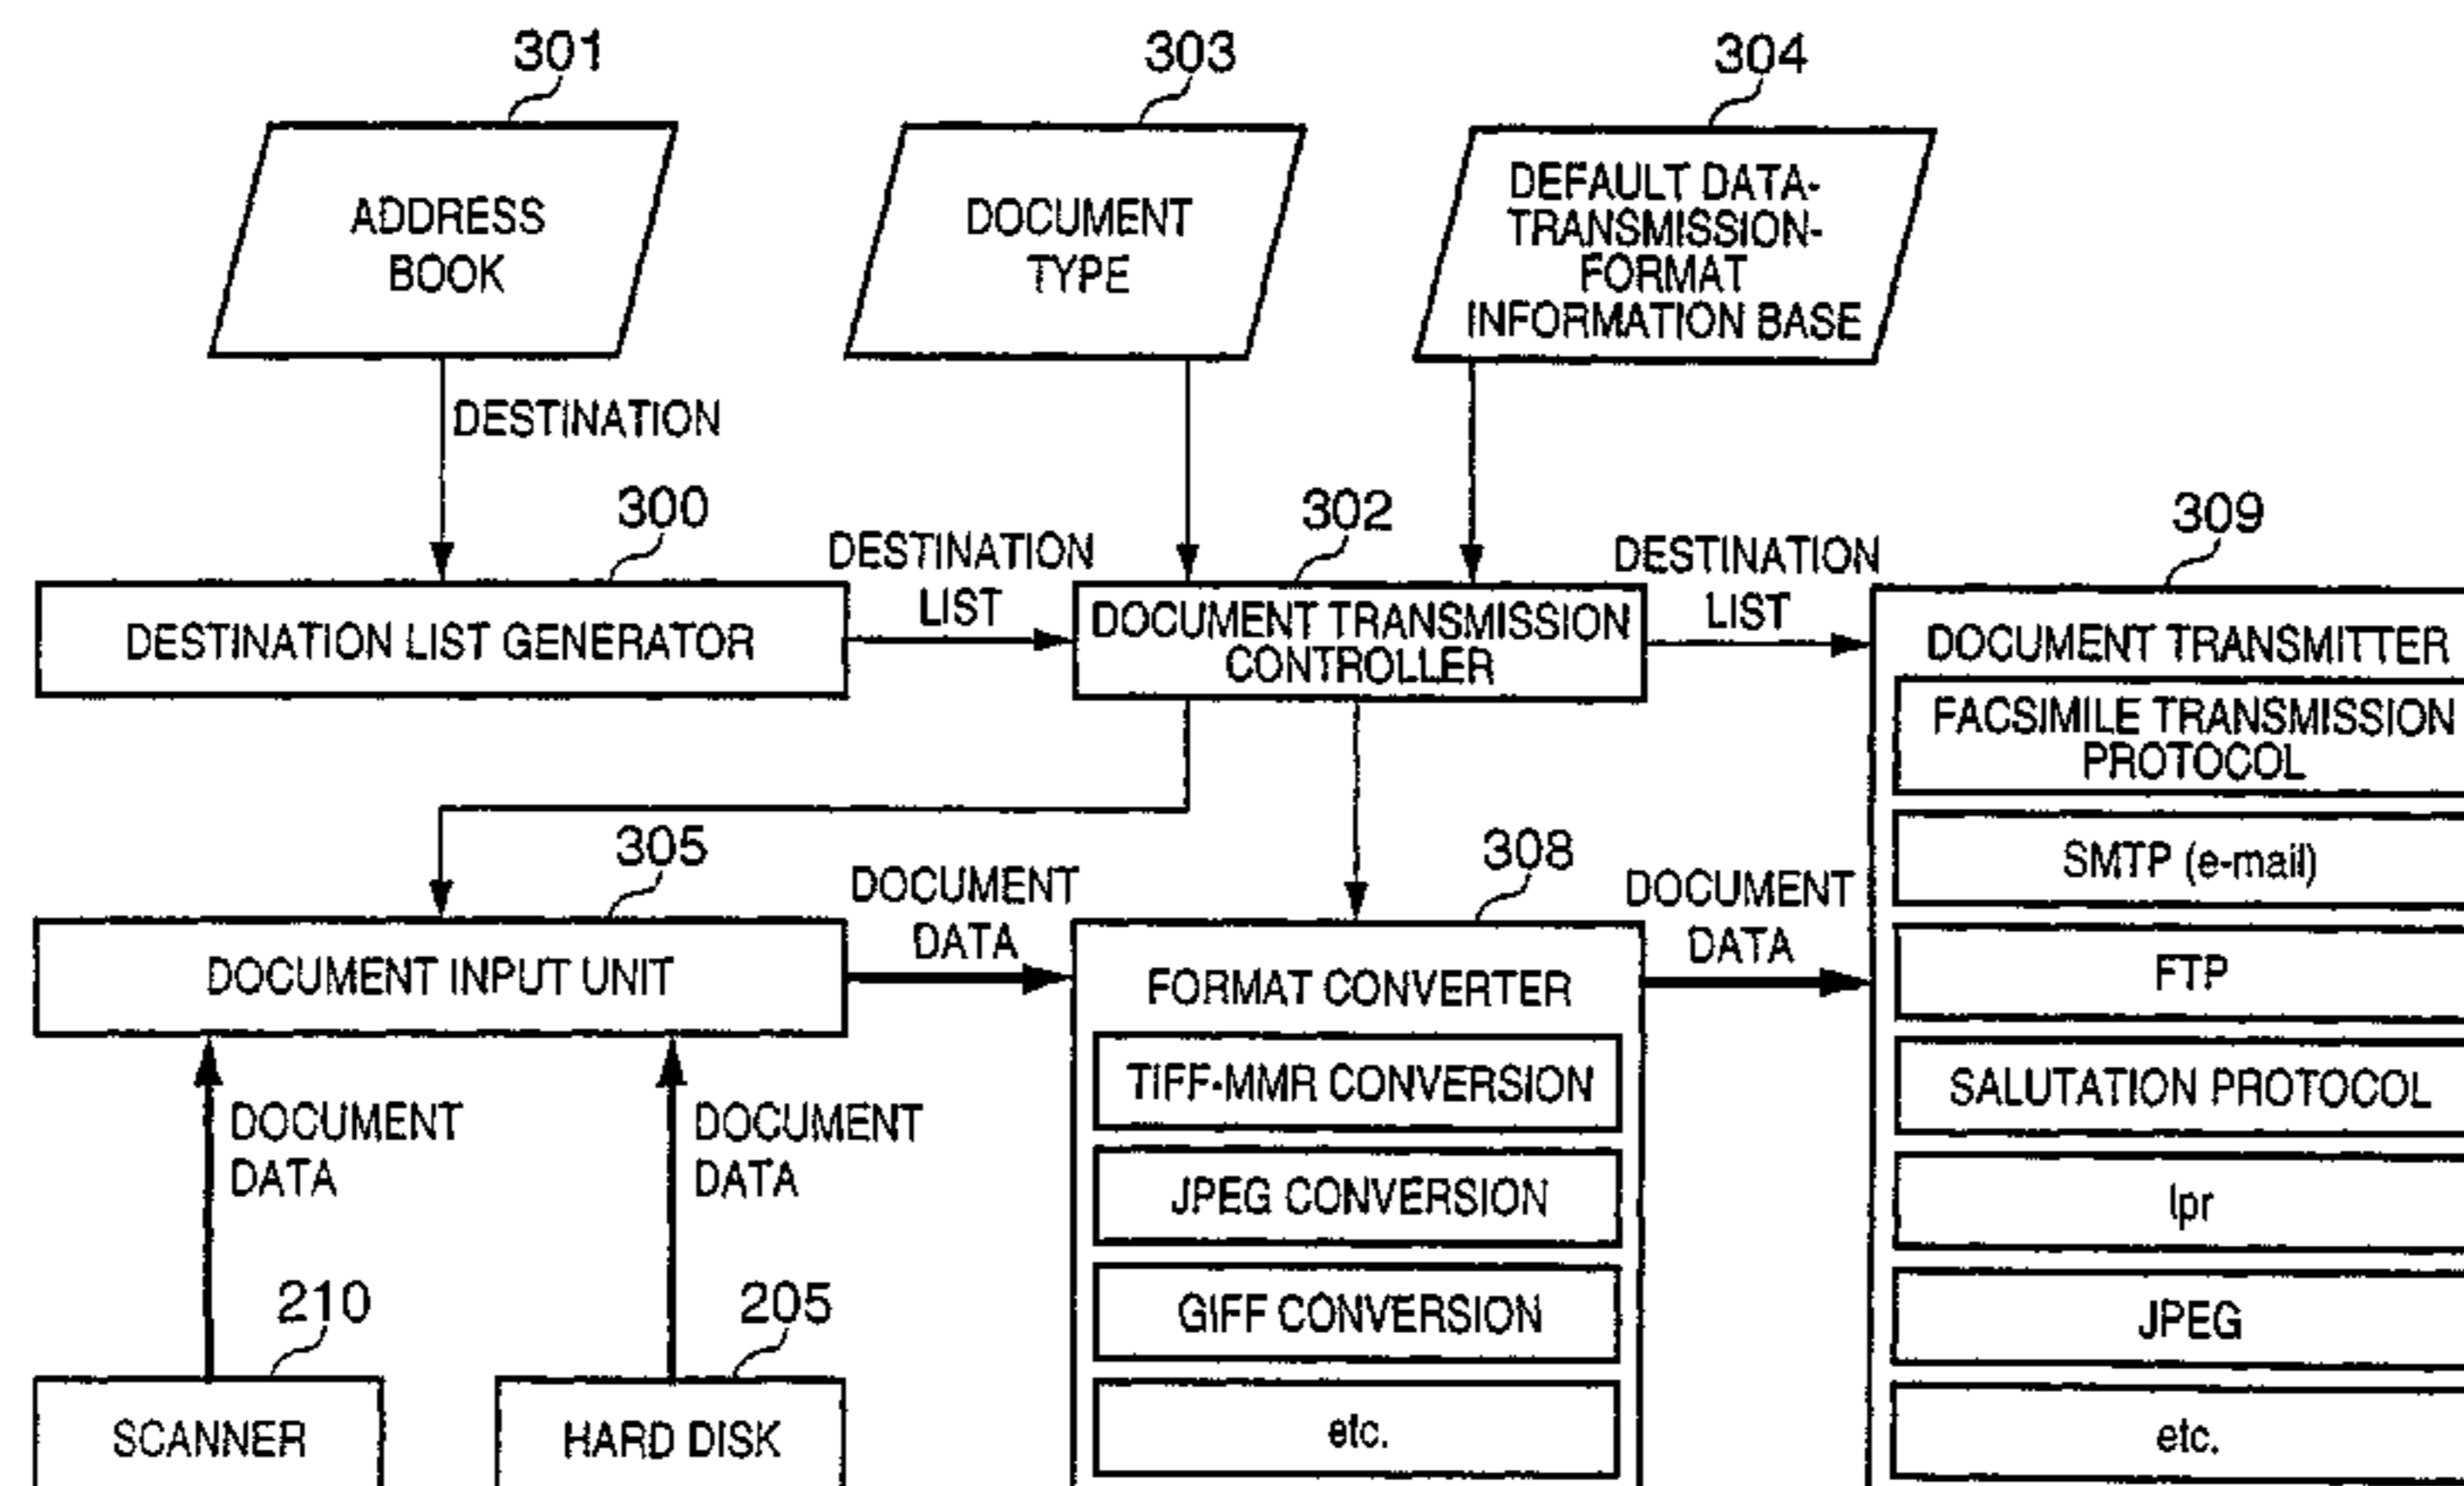 301
303
304
ADDRESS
BOOK
DOCUMENT
TYPE
DEFAULT DATA-
TRANSMISSION-
FORMAT
INFORMATION BASE
DESTINATION
300
302
309
DESTINATION LIST GENERATOR
DESTINATION
LIST
DOCUMENT TRANSMISSION
CONTROLLER
DESTINATION
LIST
DOCUMENT TRANSMITTER
FACSIMILE TRANSMISSION
PROTOCOL
SMTP (e-mail)
FTP
SALUTATION PROTOCOL
lpr
JPEG
etc.
305
308
DOCUMENT INPUT UNIT
DOCUMENT
DATA
FORMAT CONVERTER
TIFF-MMR CONVERSION
JPEG CONVERSION
GIFF CONVERSION
etc.
DOCUMENT
DATA
DOCUMENT
DATA
DOCUMENT
DATA
210
205
SCANNER
HARD DISK